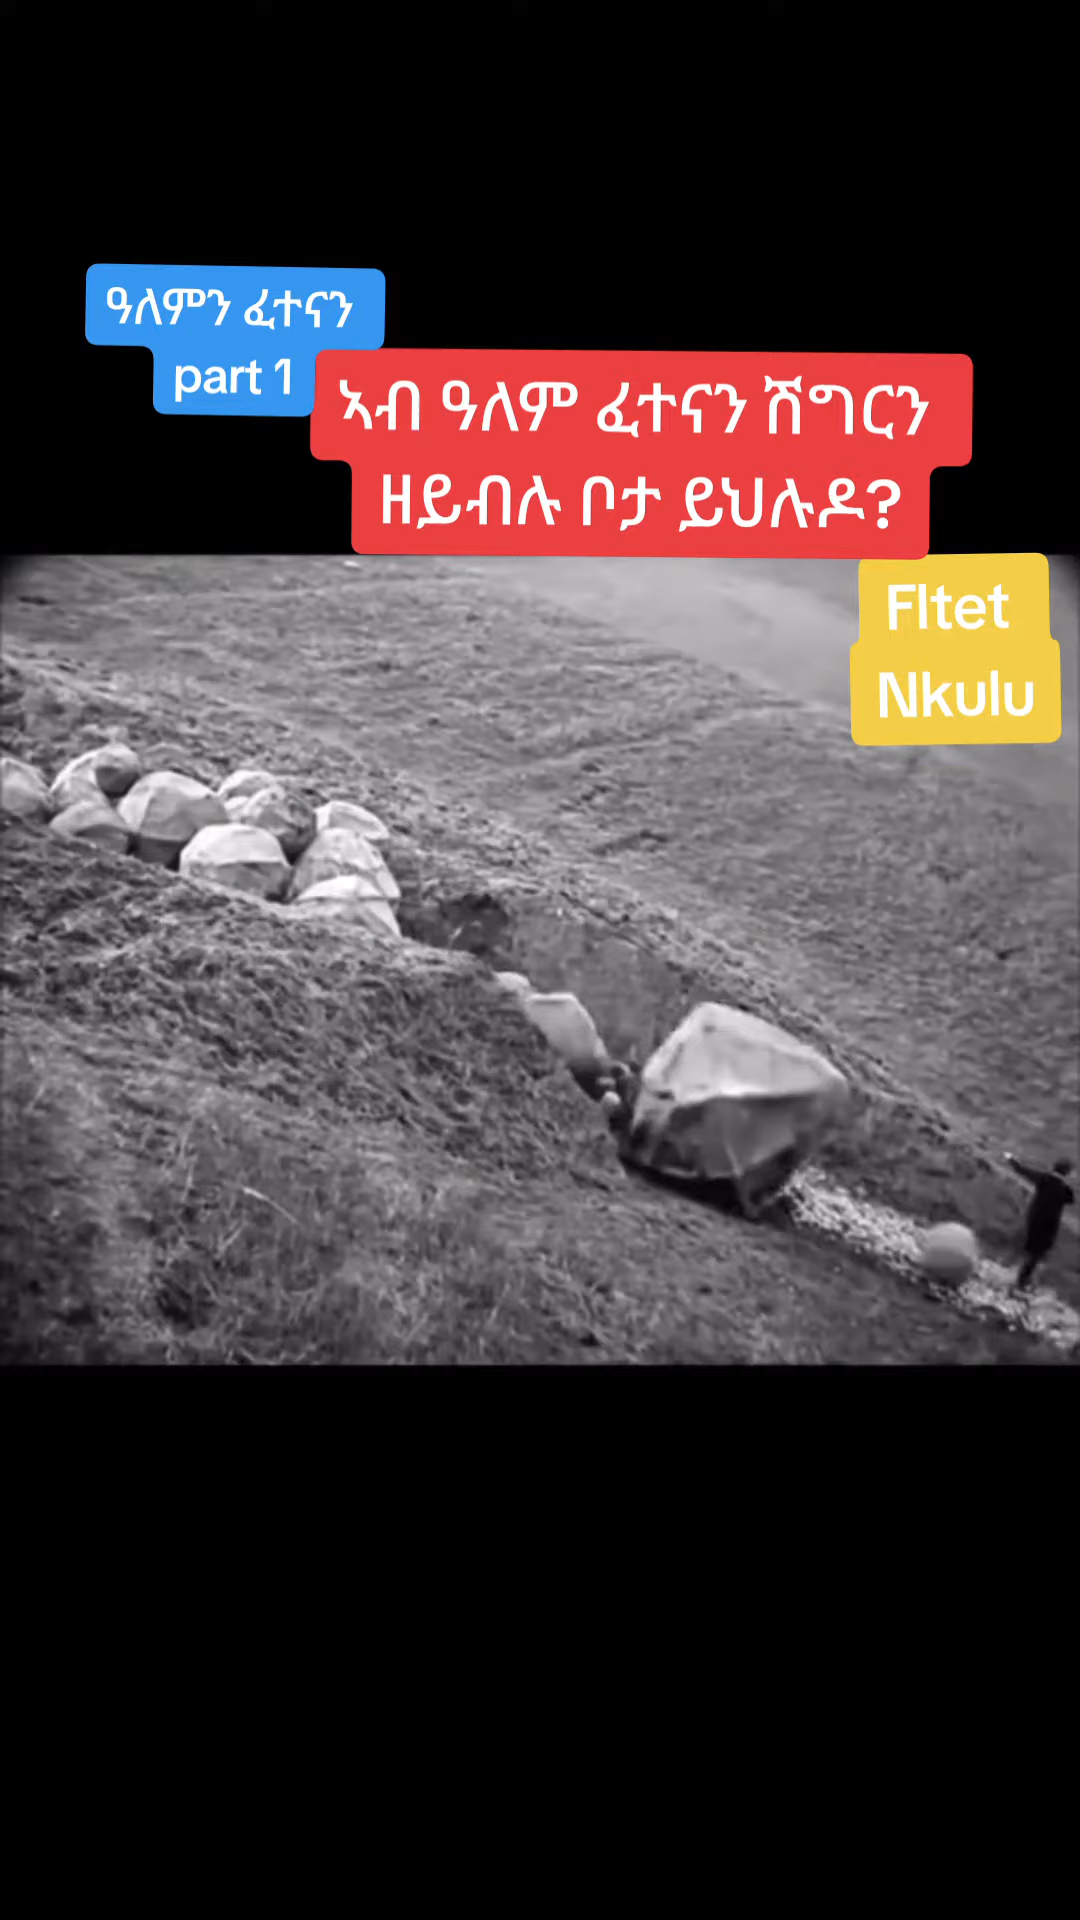 ዓለምን ፈተናን
part 1
ኣብ ዓለም ፈተናን ሽግርን
ዘይብሉ ቦታ ይህሉዶ?
Fltet
Nkulu